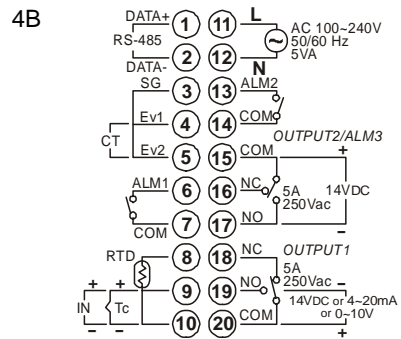 4B
DATA+ 1 11 L
RS-485
AC 100~240V
50/60 Hz
5VA
DATA- 2 12 N
SG 3 13 ALM2
Ev1 4 14 COM
CT
OUTPUT2/ALM3
Ev2 5 15 COM +
ALM1 6 16 NC 5A 14VDC
250Vac
COM 7 17 NO -
RTD 8 18 NC OUTPUT1
5A
+ + 9 19 NO 250Vac -
IN Tc
14VDC or 4~20mA
or 0~10V
- - 10 20 COM +